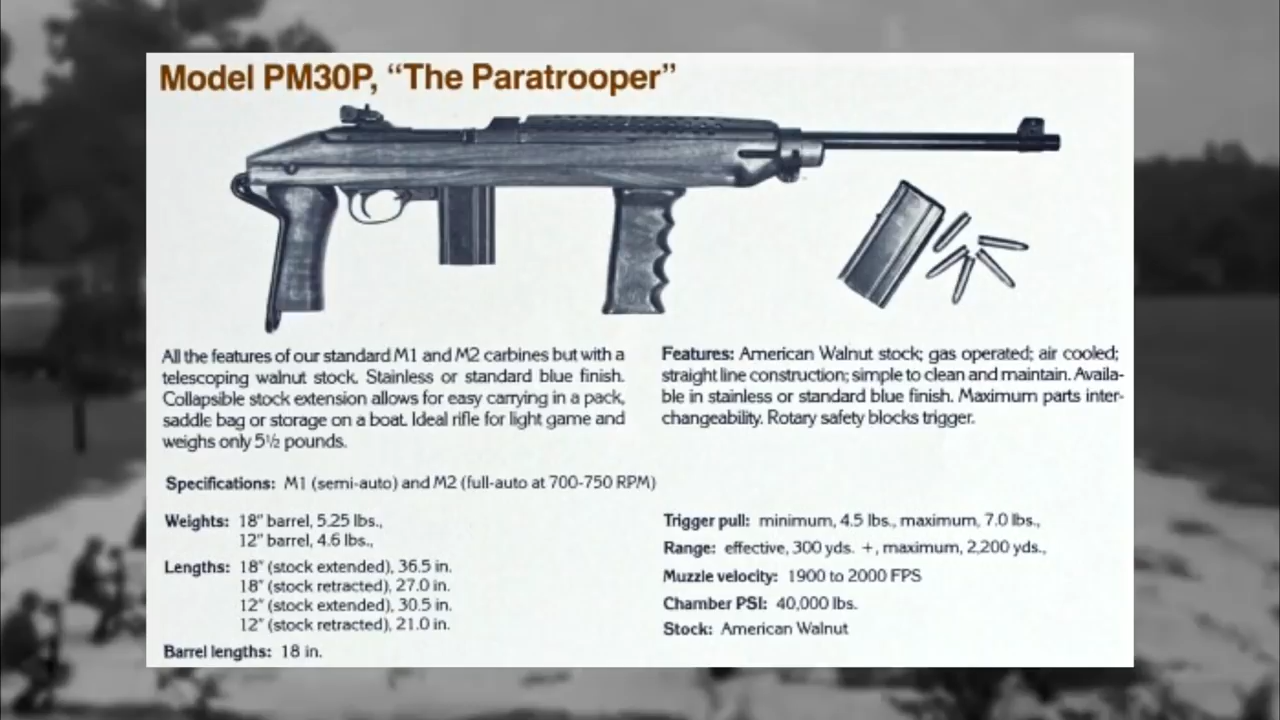 Model PM30P, “The Paratrooper”
All the features of our standard M1 and M2 carbines but with a
telescoping walnut stock. Stainless or standard blue finish.
Collapsible stock extension allows for easy carrying in a pack,
saddle bag or storage on a boat. Ideal rifle for light game and
weighs only 5½ pounds.
Features: American Walnut stock; gas operated; air cooled;
straight line construction; simple to clean and maintain. Availa-
ble in stainless or standard blue finish. Maximum parts inter-
changeability. Rotary safety blocks trigger.
Specifications: M1 (semi-auto) and M2 (full-auto at 700-750 RPM)
Weights: 18" barrel, 5.25 lbs.,
12" barrel, 4.6 lbs.,
Lengths: 18" (stock extended), 36.5 in.
18" (stock retracted), 27.0 in.
12" (stock extended), 30.5 in.
12" (stock retracted), 21.0 in.
Barrel lengths: 18 in.
Trigger pull: minimum, 4.5 lbs., maximum, 7.0 lbs.,
Range: effective, 300 yds. +, maximum, 2,200 yds.,
Muzzle velocity: 1900 to 2000 FPS
Chamber PSI: 40,000 lbs.
Stock: American Walnut